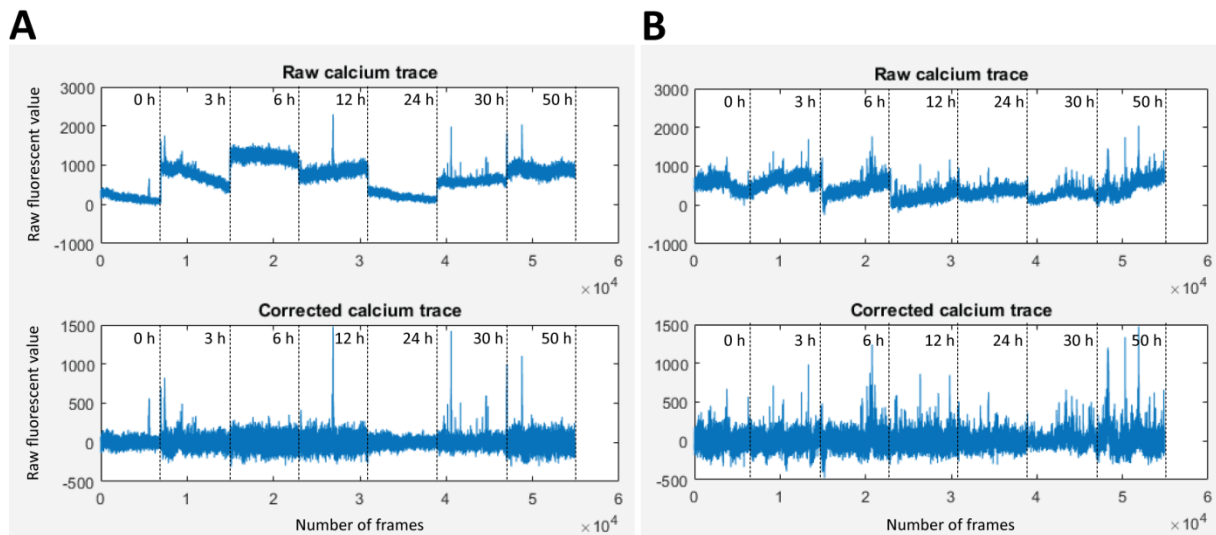 A
Raw calcium trace
Raw fluorescent value
3000
2000
1000
0
-1000
0 h
3 h
6 h
12 h
24 h
30 h
50 h
0
1
2
3
4
5
6
×10⁴
Corrected calcium trace
Raw fluorescent value
1500
1000
500
0
-500
0 h
3 h
6 h
12 h
24 h
30 h
50 h
0
1
2
3
4
5
6
×10⁴
Number of frames
B
Raw calcium trace
3000
2000
1000
0
-1000
0 h
3 h
6 h
12 h
24 h
30 h
50 h
0
1
2
3
4
5
6
×10⁴
Corrected calcium trace
1500
1000
500
0
-500
0 h
3 h
6 h
12 h
24 h
30 h
50 h
0
1
2
3
4
5
6
×10⁴
Number of frames